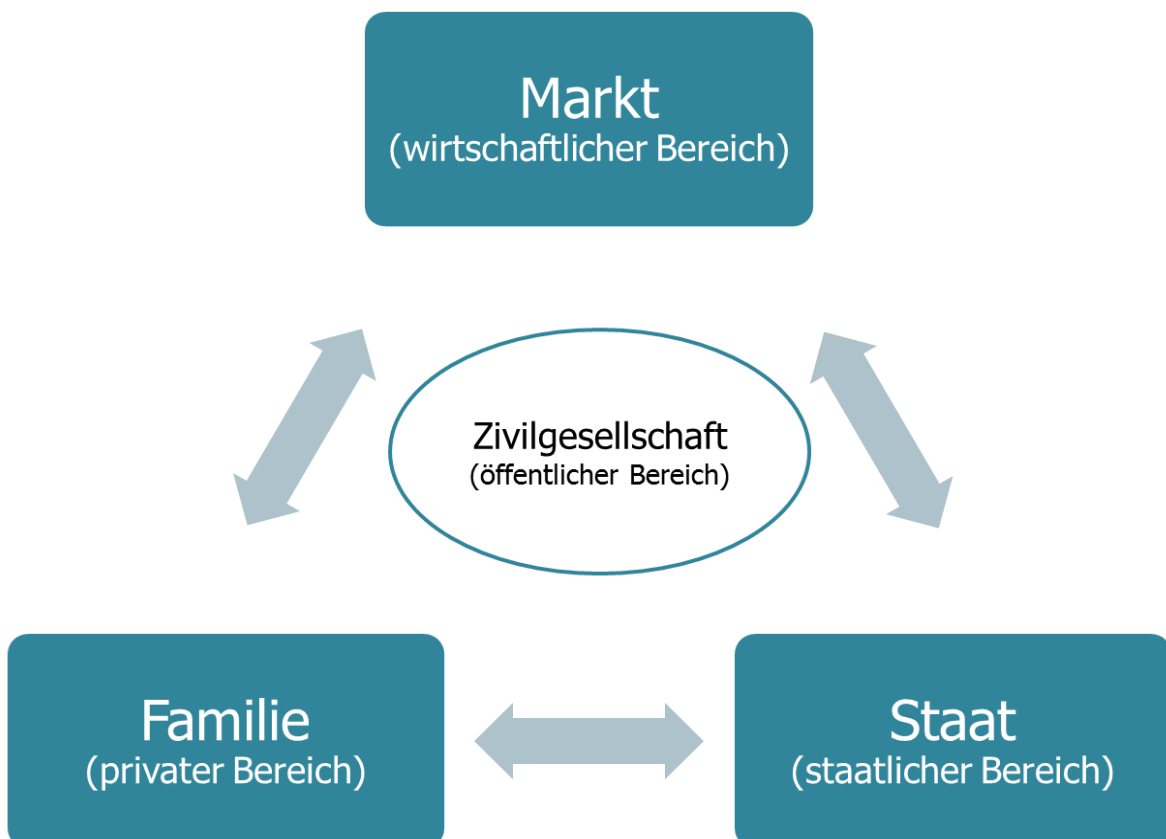 Markt
(wirtschaftlicher Bereich)
Zivilgesellschaft
(öffentlicher Bereich)
Familie
(privater Bereich)
Staat
(staatlicher Bereich)